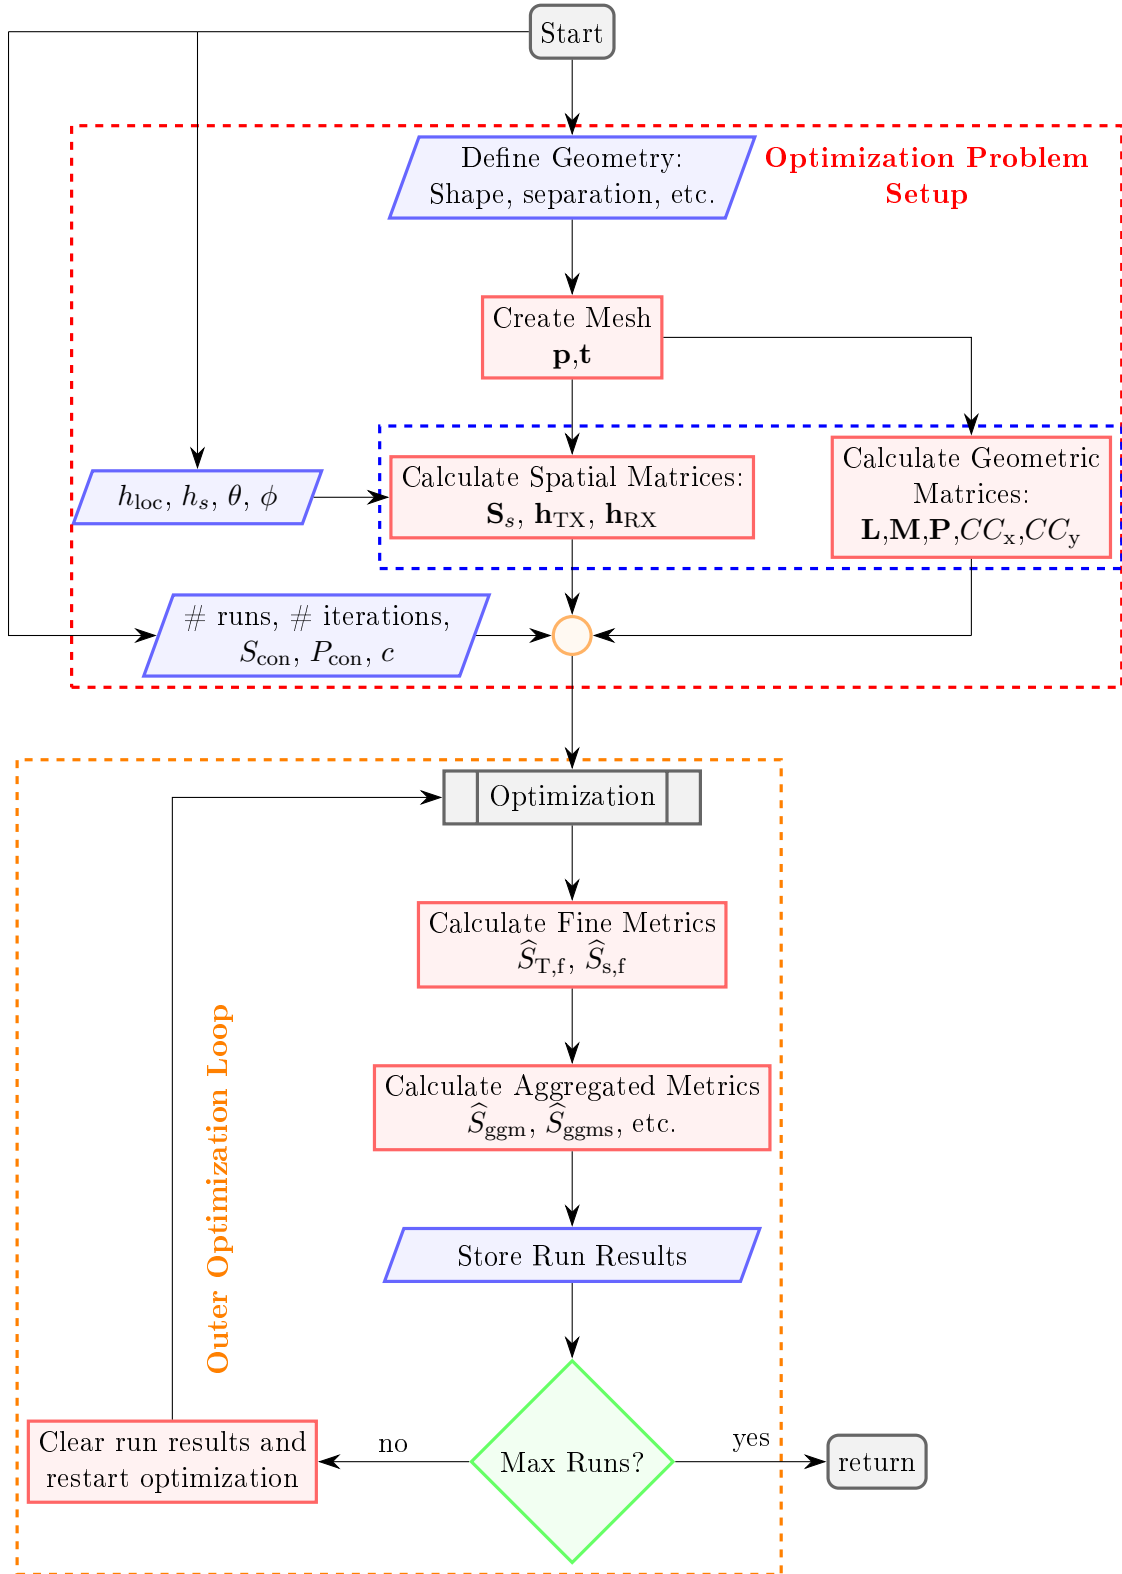 Start
Define Geometry:
Shape, separation, etc.
Optimization Problem
Setup
Create Mesh
p,t
h_loc, h_s, θ, ϕ
Calculate Spatial Matrices:
S_s, h_TX, h_RX
Calculate Geometric
Matrices:
L,M,P,CC_x,CC_y
# runs, # iterations,
S_con, P_con, c
Optimization
Calculate Fine Metrics
Ŝ_T,f, Ŝ_s,f
Calculate Aggregated Metrics
Ŝ_ggm, Ŝ_ggms, etc.
Outer Optimization Loop
Store Run Results
Max Runs?
no
yes
Clear run results and
restart optimization
return